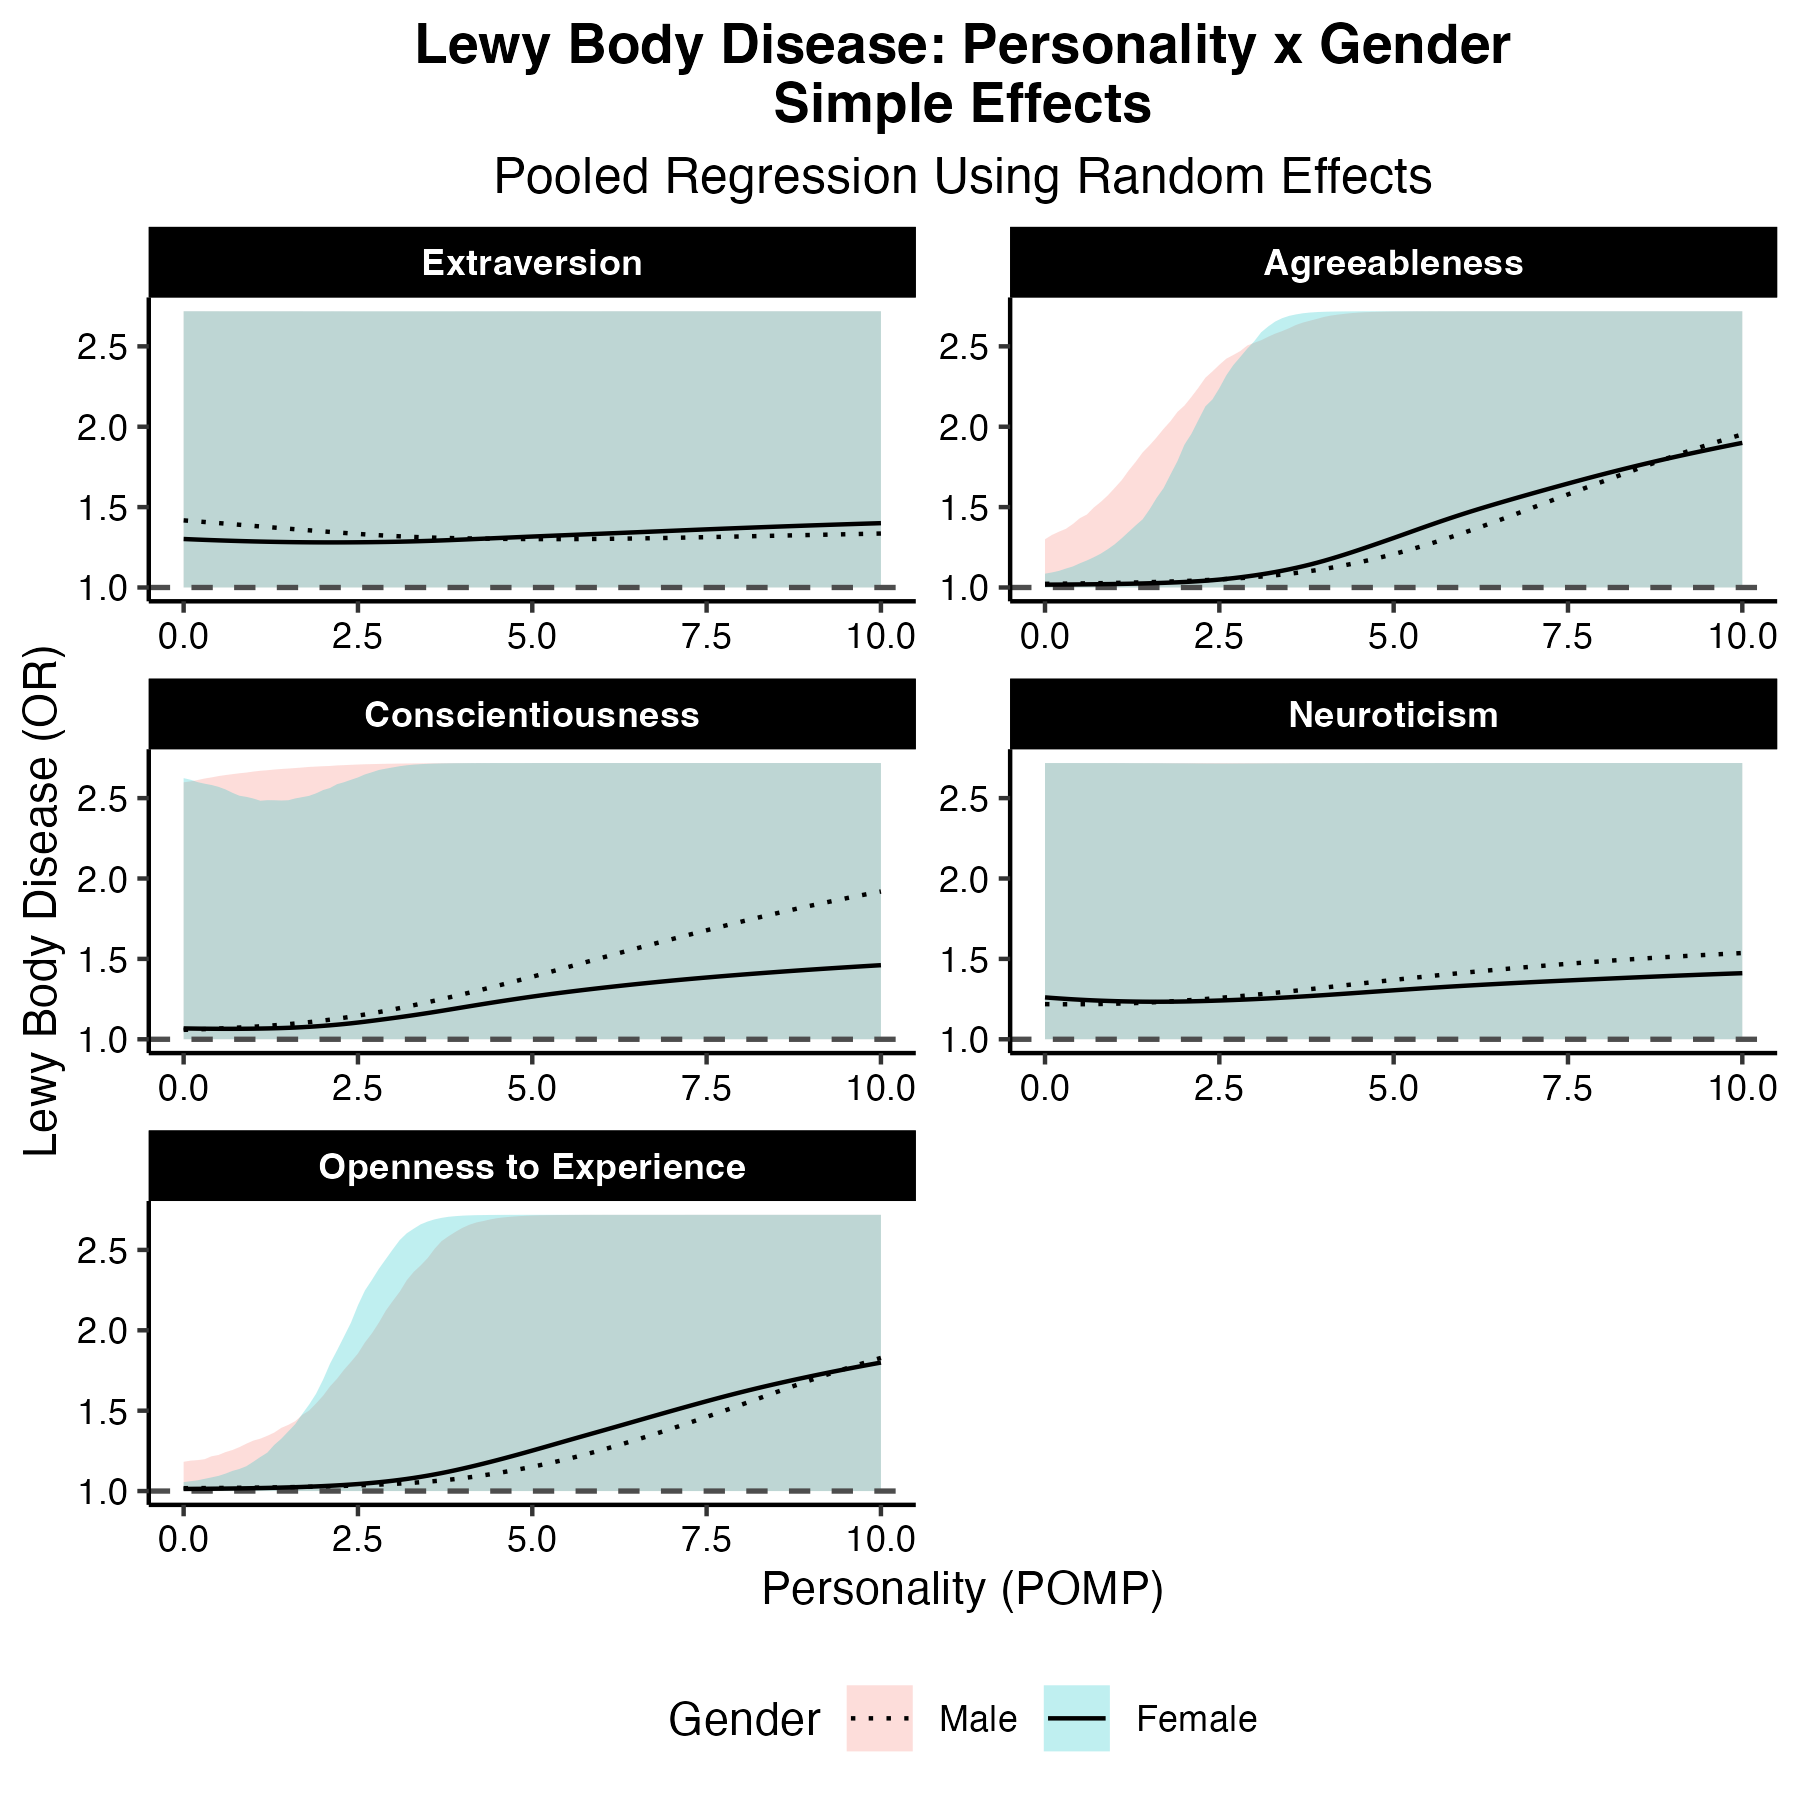 Lewy Body Disease: Personality x Gender
Simple Effects
Pooled Regression Using Random Effects
Lewy Body Disease (OR)
Extraversion
2.5
2.0
1.5
1.0
0.0 2.5 5.0 7.5 10.0
Agreeableness
2.5
2.0
1.5
1.0
0.0 2.5 5.0 7.5 10.0
Conscientiousness
2.5
2.0
1.5
1.0
0.0 2.5 5.0 7.5 10.0
Neuroticism
2.5
2.0
1.5
1.0
0.0 2.5 5.0 7.5 10.0
Openness to Experience
2.5
2.0
1.5
1.0
0.0 2.5 5.0 7.5 10.0
Personality (POMP)
Gender Male Female